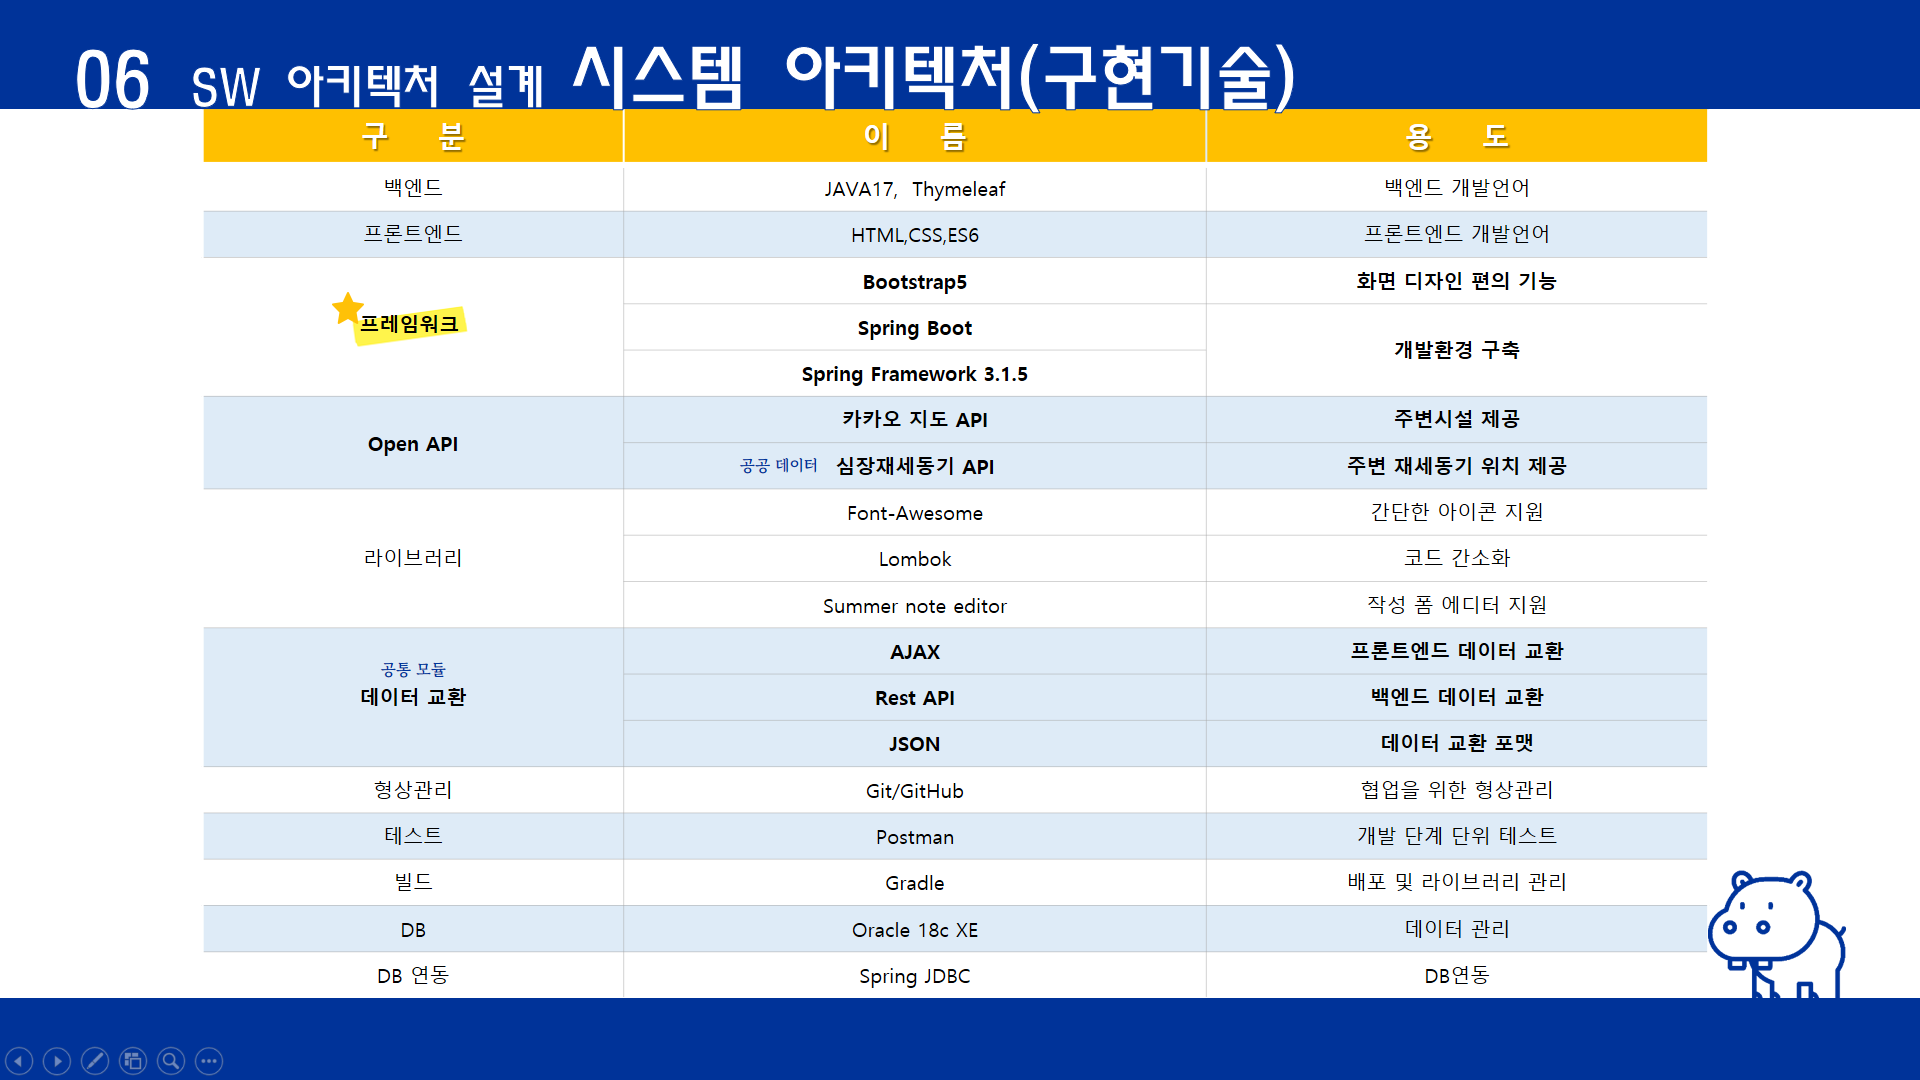 06 SW 아키텍처 설계 시스템 아키텍처(구현기술)
구 분 이 름 용 도
백엔드 JAVA17, Thymeleaf 백엔드 개발언어
프론트엔드 HTML,CSS,ES6 프론트엔드 개발언어
프레임워크 Bootstrap5 화면 디자인 편의 기능
Spring Boot 개발환경 구축
Spring Framework 3.1.5
Open API 카카오 지도 API 주변시설 제공
공공 데이터 심장재세동기 API 주변 재세동기 위치 제공
라이브러리 Font-Awesome 간단한 아이콘 지원
Lombok 코드 간소화
Summer note editor 작성 폼 에디터 지원
공통 모듈
데이터 교환 AJAX 프론트엔드 데이터 교환
Rest API 백엔드 데이터 교환
JSON 데이터 교환 포맷
형상관리 Git/GitHub 협업을 위한 형상관리
테스트 Postman 개발 단계 단위 테스트
빌드 Gradle 배포 및 라이브러리 관리
DB Oracle 18c XE 데이터 관리
DB 연동 Spring JDBC DB연동